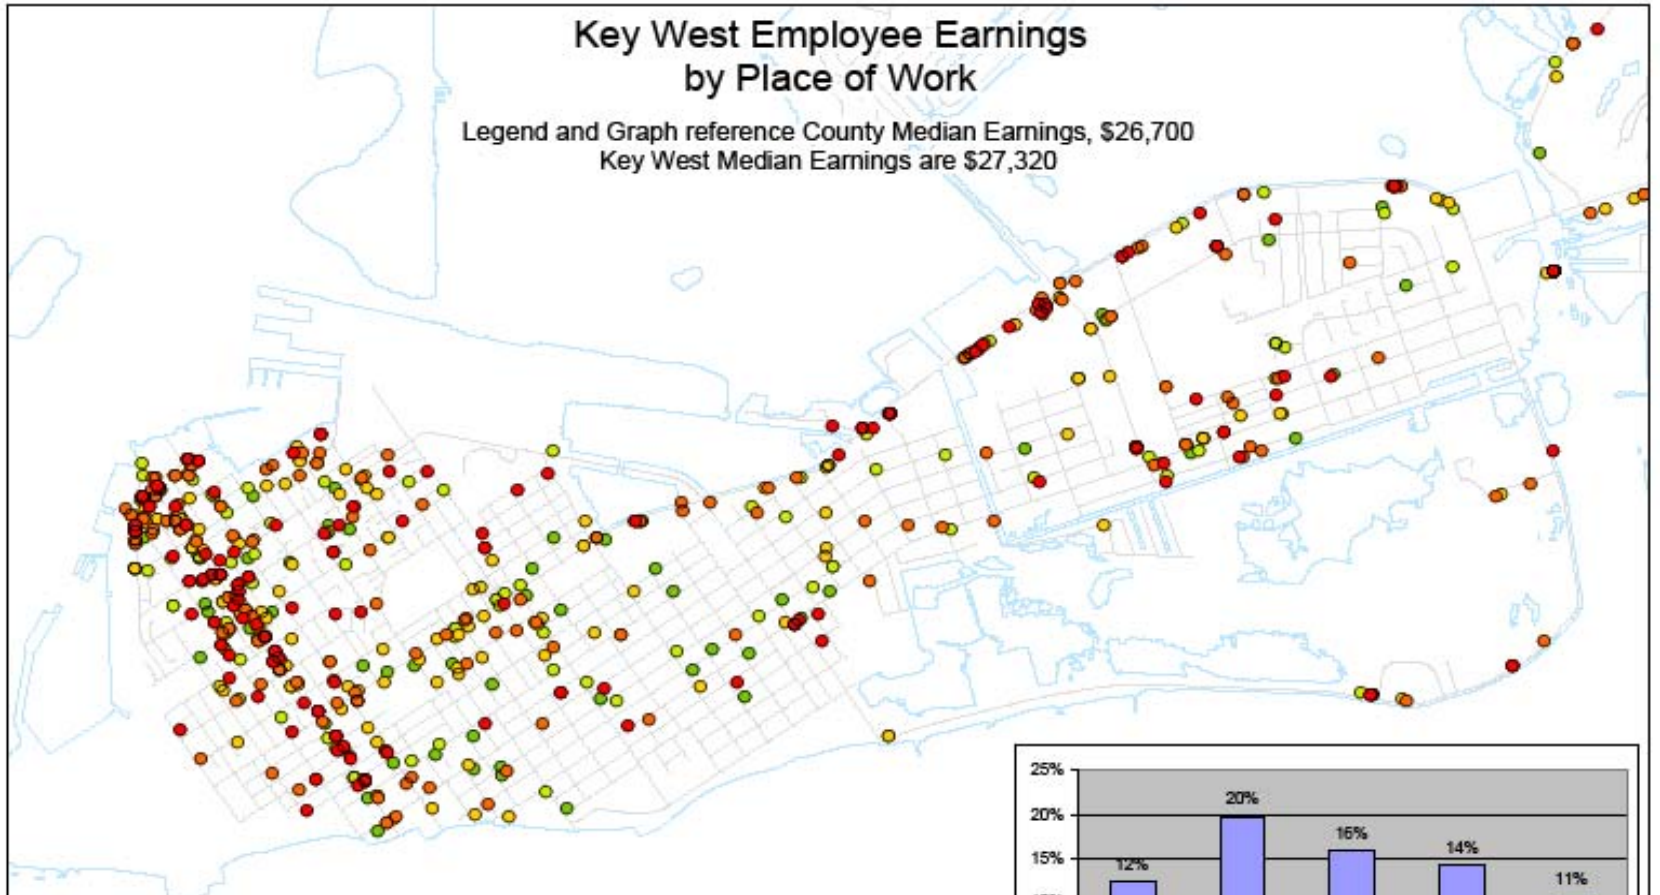 Key West Employee Earnings
by Place of Work
Legend and Graph reference County Median Earnings, $26,700
Key West Median Earnings are $27,320
25%
20%
20%
16%
15%
14%
12%
11%